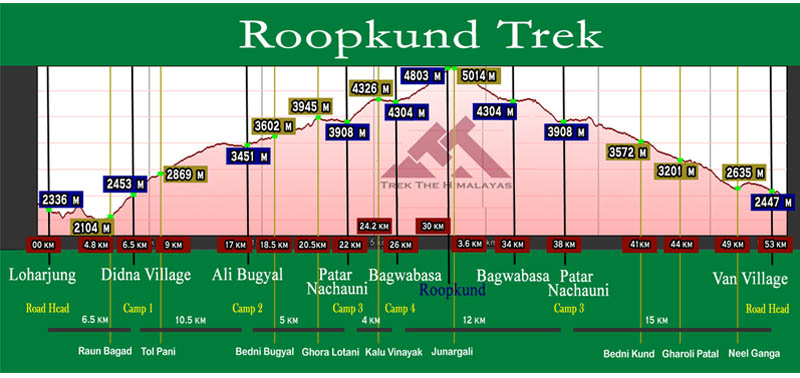 Roopkund Trek
4803 M
5014 M
4326 M
4304 M
4304 M
3945 M
3908 M
3908 M
3602 M
3451 M
3572 M
2869 M
3201 M
2453 M
2635 M
2336 M
2447 M
2104 M
TREK THE HIMALAYAS
24.2 KM
30 KM
00 KM
4.8 KM
6.5 KM
9 KM
17 KM
18.5 KM
20.5KM
22 KM
26 KM
3.6 KM
34 KM
38 KM
41KM
44 KM
49 KM
53 KM
Loharjung
Didna Village
Ali Bugyal
Patar
Nachauni
Bagwabasa
Roopkund
Bagwabasa
Patar
Nachauni
Van Village
Road Head
Camp 1
Camp 2
Camp 3
Camp 4
Camp 3
Road Head
6.5 KM
10.5 KM
5 KM
4 KM
12 KM
15 KM
Raun Bagad
Tol Pani
Bedni Bugyal
Ghora Lotani
Kalu Vinayak
Junargali
Bedni Kund
Gharoli Patal
Neel Ganga